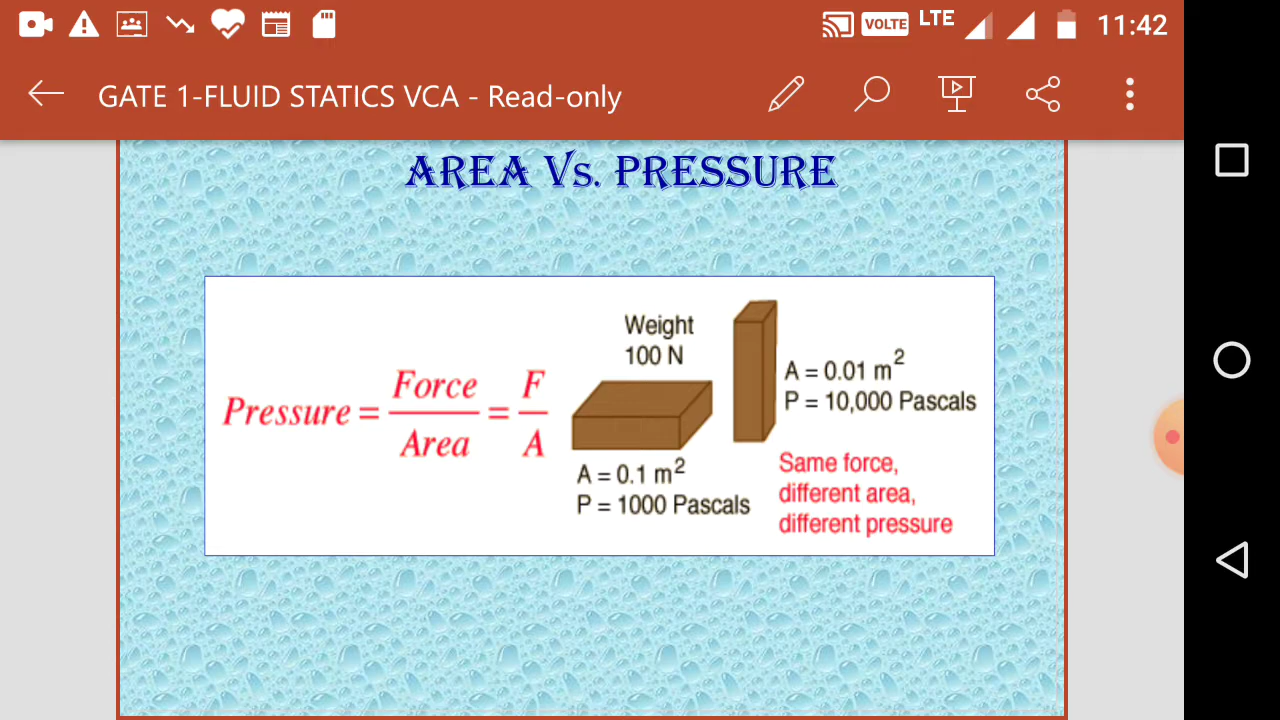 VOLTE LTE 11:42
GATE 1-FLUID STATICS VCA - Read-only
AREA Vs. PRESSURE
Pressure = Force / Area = F / A
Weight
100 N
A = 0.1 m²
P = 1000 Pascals
A = 0.01 m²
P = 10,000 Pascals
Same force,
different area,
different pressure